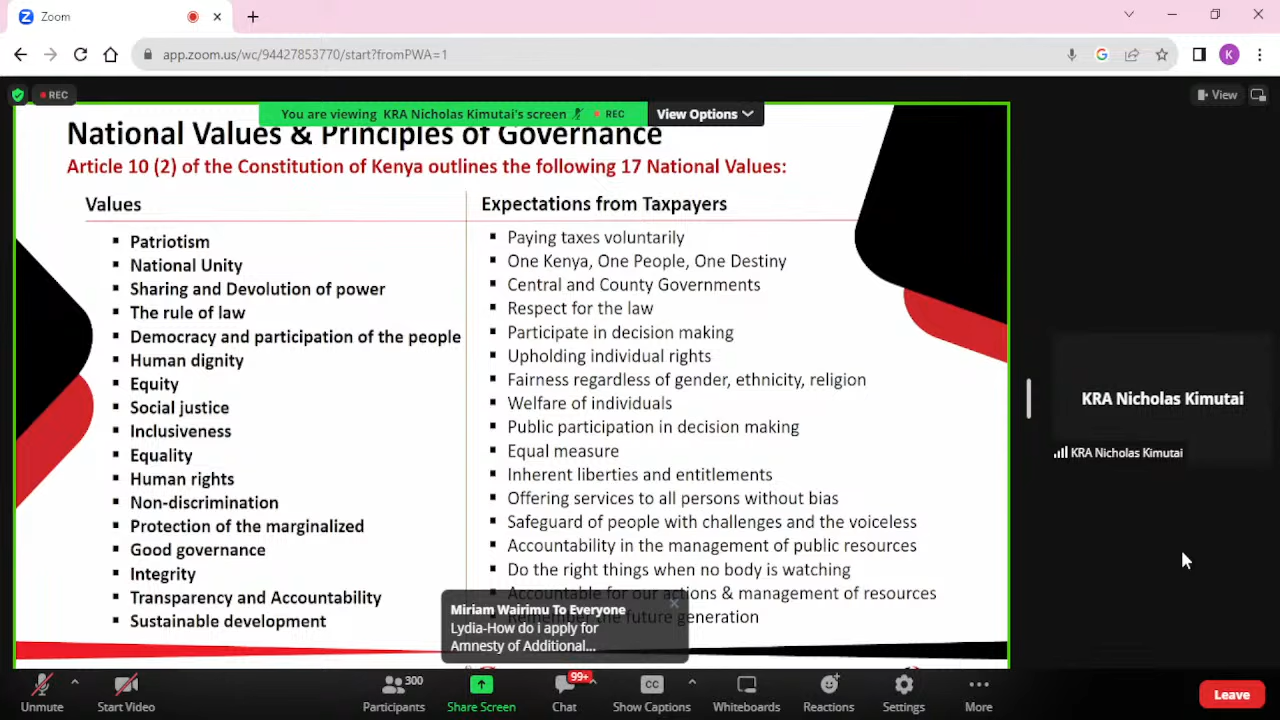 Zoom
app.zoom.us/wc/94427853770/start?fromPWA=1
K
REC
You are viewing KRA Nicholas Kimutai's screen
REC
View Options
View
National Values & Principles of Governance
Article 10 (2) of the Constitution of Kenya outlines the following 17 National Values:
Values
Expectations from Taxpayers
Patriotism
Paying taxes voluntarily
National Unity
One Kenya, One People, One Destiny
Sharing and Devolution of power
Central and County Governments
The rule of law
Respect for the law
Democracy and participation of the people
Participate in decision making
Human dignity
Upholding individual rights
Equity
Fairness regardless of gender, ethnicity, religion
Social justice
Welfare of individuals
Inclusiveness
Public participation in decision making
Equality
Equal measure
Human rights
Inherent liberties and entitlements
Non-discrimination
Offering services to all persons without bias
Protection of the marginalized
Safeguard of people with challenges and the voiceless
Good governance
Accountability in the management of public resources
Integrity
Do the right things when no body is watching
Transparency and Accountability
Accountable for our actions & management of resources
Sustainable development
Remember the future generation
Miriam Wairimu To Everyone
Lydia-How do i apply for
Amnesty of Additional...
KRA Nicholas Kimutai
KRA Nicholas Kimutai
Unmute
Start Video
300
Participants
Share Screen
99+
Chat
CC
Show Captions
Whiteboards
Reactions
Settings
More
Leave